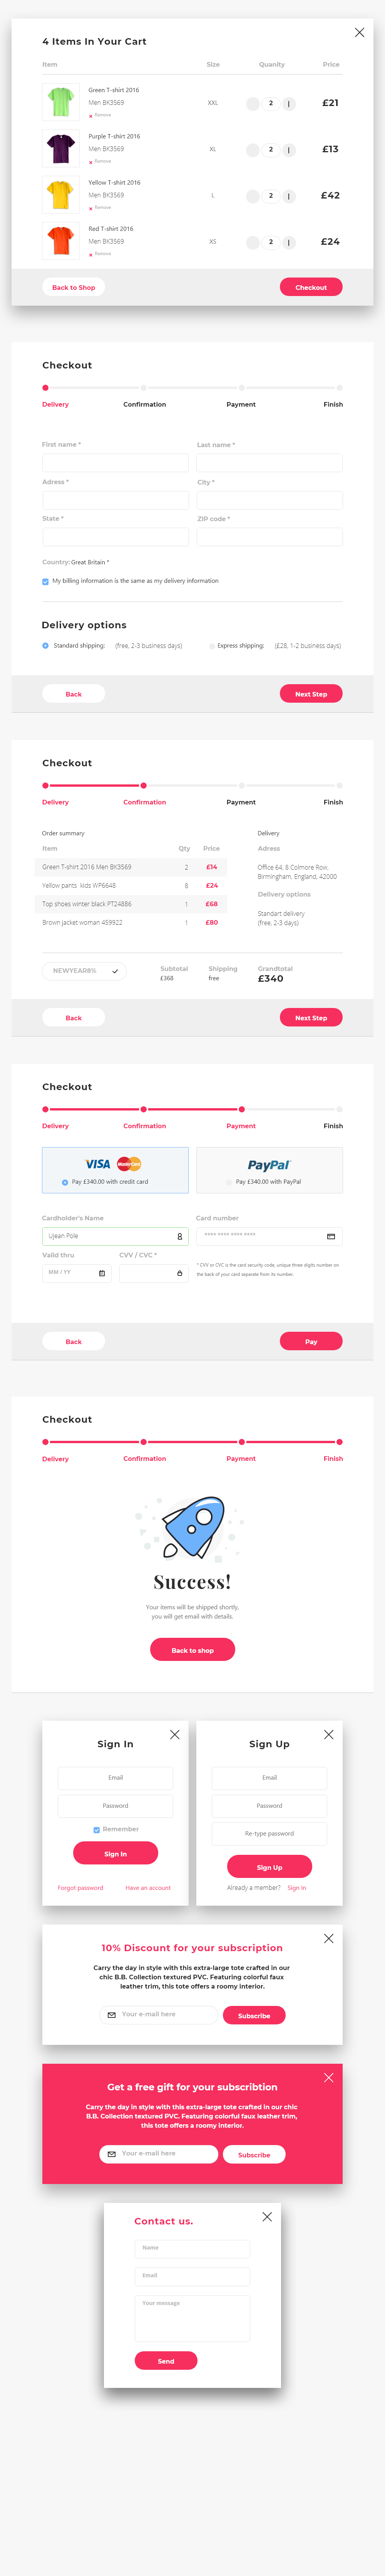 4 Items In Your Cart
Item Size Quanity Price
Green T-shirt 2016
Men BK3569 XXL 2 £21
Remove
Purple T-shirt 2016
Men BK3569 XL 2 £13
Remove
Yellow T-shirt 2016
Men BK3569 L 2 £42
Remove
Red T-shirt 2016
Men BK3569 XS 2 £24
Remove
Back to Shop Checkout
Checkout
Delivery Confirmation Payment Finish
First name * Last name *
Adress * City *
State * ZIP code *
Country: Great Britain *
My billing information is the same as my delivery information
Delivery options
Standard shipping: (free, 2-3 business days) Express shipping: (£28, 1-2 business days)
Back Next Step
Checkout
Delivery Confirmation Payment Finish
Order summary Delivery
Item Qty Price Adress
Green T-shirt 2016 Men BK3569 2 £14
Office 64, 8 Colmore Row,
Birmingham, England, 42000
Yellow pants kids WP6648 8 £24
Delivery options
Top shoes winter black PT24886 1 £68
Standart delivery
(free, 2-3 days)
Brown jacket woman 459922 1 £80
NEWYEAR8% Subtotal Shipping Grandtotal
£368 free £340
Back Next Step
Checkout
Delivery Confirmation Payment Finish
VISA MasterCard PayPal
Pay £340.00 with credit card Pay £340.00 with PayPal
Cardholder's Name Card number
Ujean Pole **** **** **** ****
Vaild thru CVV / CVC *
MM / YY
* CVV or CVC is the card security code, unique three digits number on
the back of your card separate from its number.
Back Pay
Checkout
Delivery Confirmation Payment Finish
Success!
Your items will be shipped shortly,
you will get email with details.
Back to shop
Sign In
Email
Password
Remember
Sign In
Forgot password Have an account
Sign Up
Email
Password
Re-type password
Sign Up
Already a member? Sign In
10% Discount for your subscription
Carry the day in style with this extra-large tote crafted in our
chic B.B. Collection textured PVC. Featuring colorful faux
leather trim, this tote offers a roomy interior.
Your e-mail here Subscribe
Get a free gift for your subscribtion
Carry the day in style with this extra-large tote crafted in our chic
B.B. Collection textured PVC. Featuring colorful faux leather trim,
this tote offers a roomy interior.
Your e-mail here Subscribe
Contact us.
Name
Email
Your message
Send